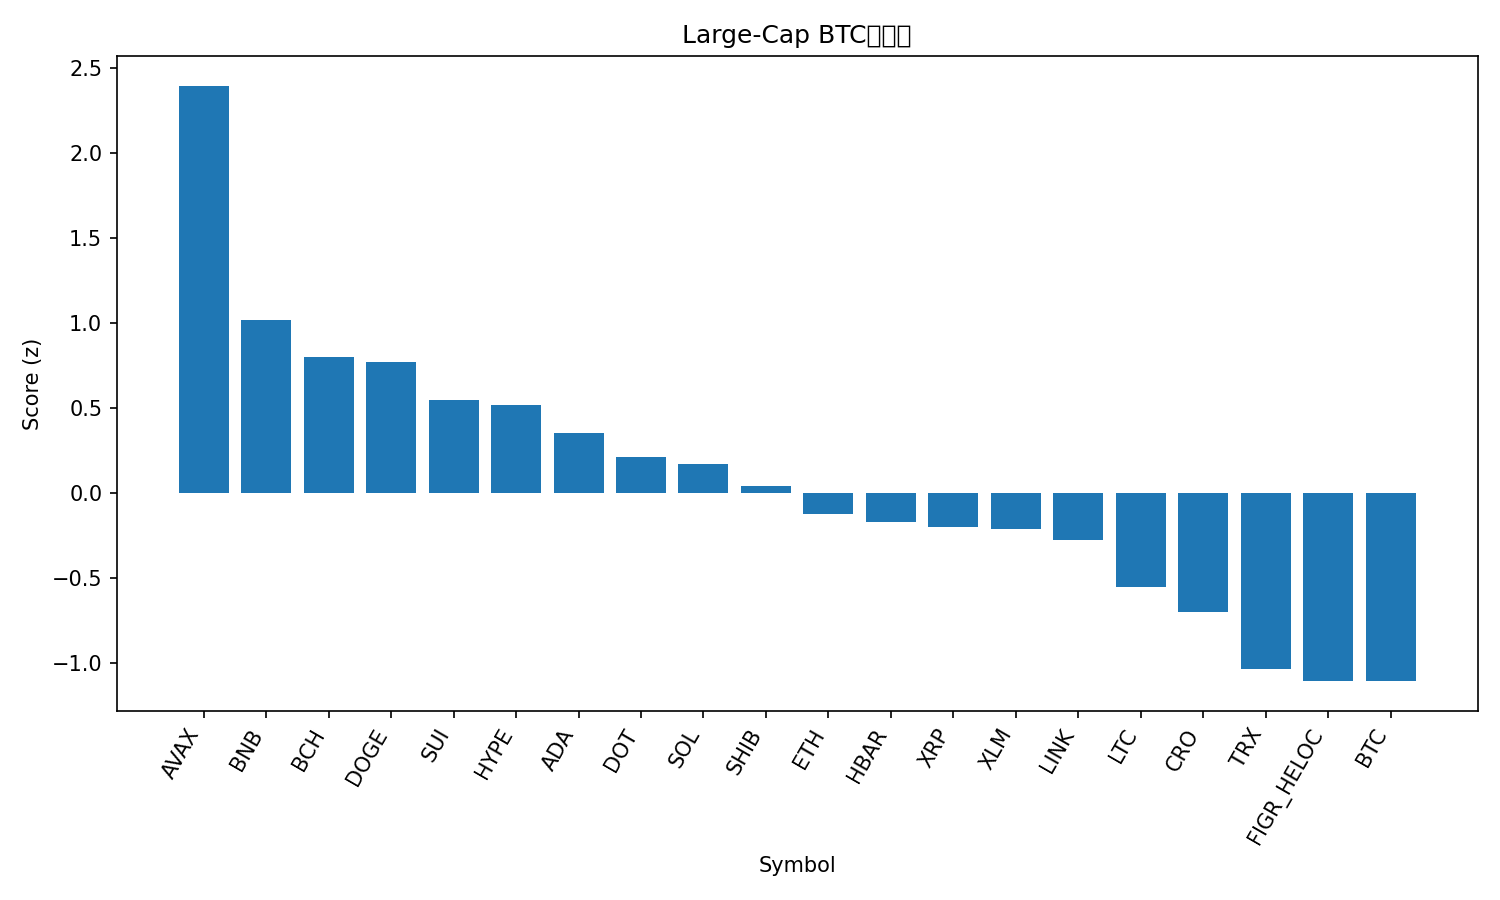 Large-Cap BTC
Score (z)
2.5
2.0
1.5
1.0
0.5
0.0
−0.5
−1.0
AVAX
BNB
BCH
DOGE
SUI
HYPE
ADA
DOT
SOL
SHIB
ETH
HBAR
XRP
XLM
LINK
LTC
CRO
TRX
FIGR_HELOC
BTC
Symbol